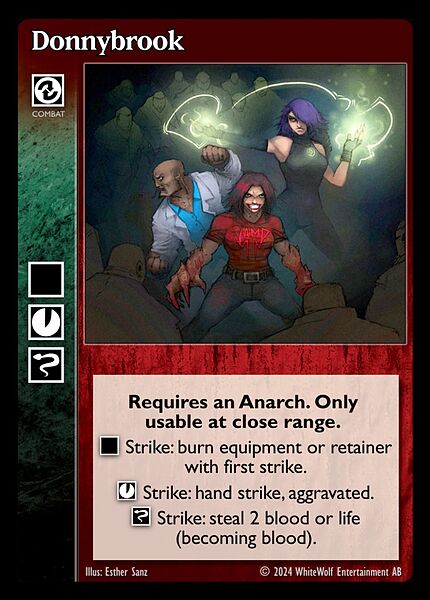 Donnybrook
COMBAT
Requires an Anarch. Only
usable at close range.
Strike: burn equipment or retainer
with first strike.
Strike: hand strike, aggravated.
Strike: steal 2 blood or life
(becoming blood).
Illus: Esther Sanz
© 2024 WhiteWolf Entertainment AB